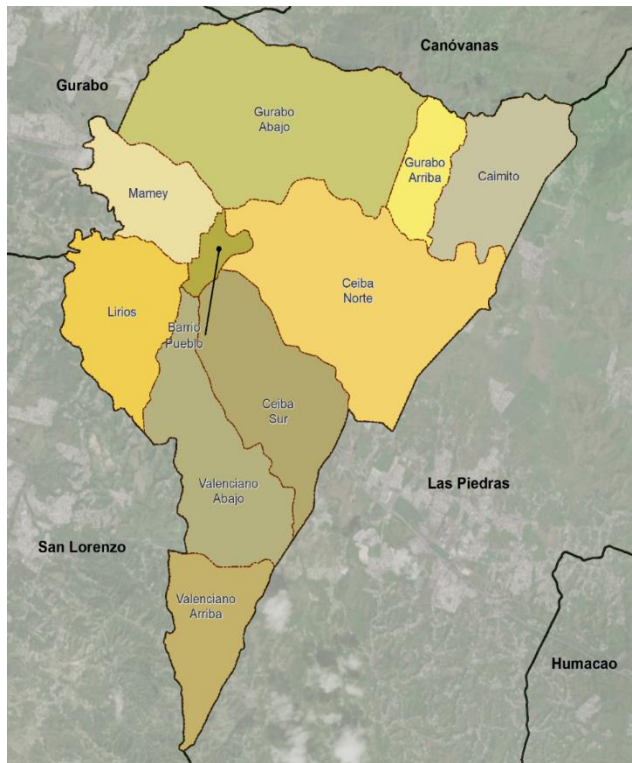 Canóvanas
Gurabo
Gurabo
Abajo
Gurabo
Arriba
Caimito
Mamey
Ceiba
Norte
Lirios
Barrio
Pueblo
Ceiba
Sur
Valenciano
Abajo
Las Piedras
San Lorenzo
Valenciano
Arriba
Humacao